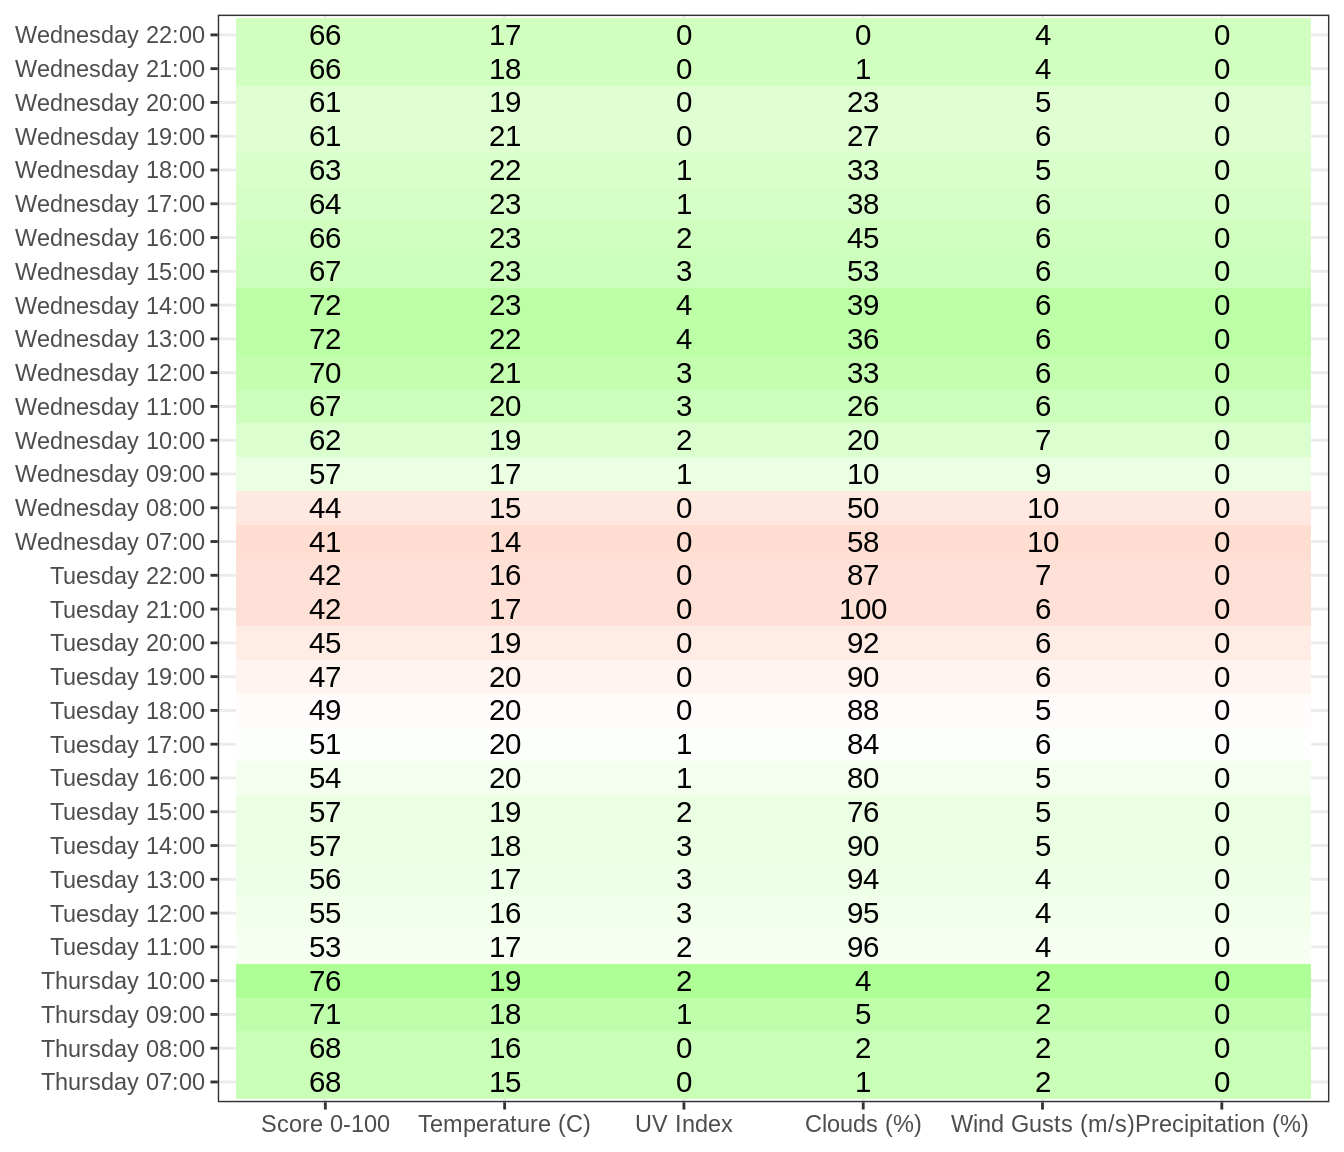 Wednesday 22:00 66 17 0 0 4 0
Wednesday 21:00 66 18 0 1 4 0
Wednesday 20:00 61 19 0 23 5 0
Wednesday 19:00 61 21 0 27 6 0
Wednesday 18:00 63 22 1 33 5 0
Wednesday 17:00 64 23 1 38 6 0
Wednesday 16:00 66 23 2 45 6 0
Wednesday 15:00 67 23 3 53 6 0
Wednesday 14:00 72 23 4 39 6 0
Wednesday 13:00 72 22 4 36 6 0
Wednesday 12:00 70 21 3 33 6 0
Wednesday 11:00 67 20 3 26 6 0
Wednesday 10:00 62 19 2 20 7 0
Wednesday 09:00 57 17 1 10 9 0
Wednesday 08:00 44 15 0 50 10 0
Wednesday 07:00 41 14 0 58 10 0
Tuesday 22:00 42 16 0 87 7 0
Tuesday 21:00 42 17 0 100 6 0
Tuesday 20:00 45 19 0 92 6 0
Tuesday 19:00 47 20 0 90 6 0
Tuesday 18:00 49 20 0 88 5 0
Tuesday 17:00 51 20 1 84 6 0
Tuesday 16:00 54 20 1 80 5 0
Tuesday 15:00 57 19 2 76 5 0
Tuesday 14:00 57 18 3 90 5 0
Tuesday 13:00 56 17 3 94 4 0
Tuesday 12:00 55 16 3 95 4 0
Tuesday 11:00 53 17 2 96 4 0
Thursday 10:00 76 19 2 4 2 0
Thursday 09:00 71 18 1 5 2 0
Thursday 08:00 68 16 0 2 2 0
Thursday 07:00 68 15 0 1 2 0
Score 0-100 Temperature (C) UV Index Clouds (%) Wind Gusts (m/s) Precipitation (%)